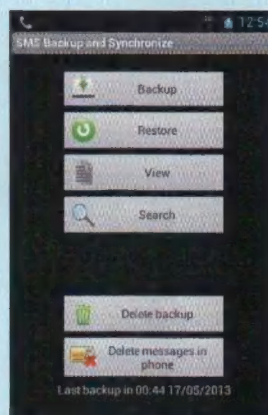 12:54
SMS Backup and Synchronize
Backup
Restore
View
Search
Delete backup
Delete messages in
phone
Last backup in 00:44 17/05/2013